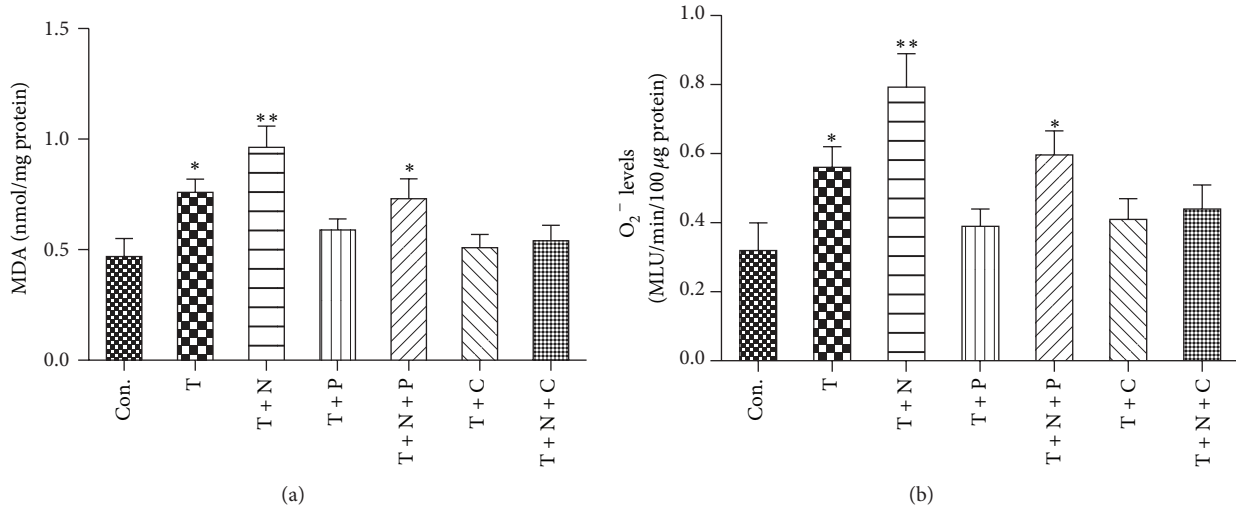 MDA (nmol/mg protein)
1.5
1.0
0.5
0.0
*
**
*
Con.
T
T + N
T + P
T + N + P
T + C
T + N + C
(a)
O₂⁻ levels
(MLU/min/100 μg protein)
1.0
0.8
0.6
0.4
0.2
0.0
*
**
*
Con.
T
T + N
T + P
T + N + P
T + C
T + N + C
(b)